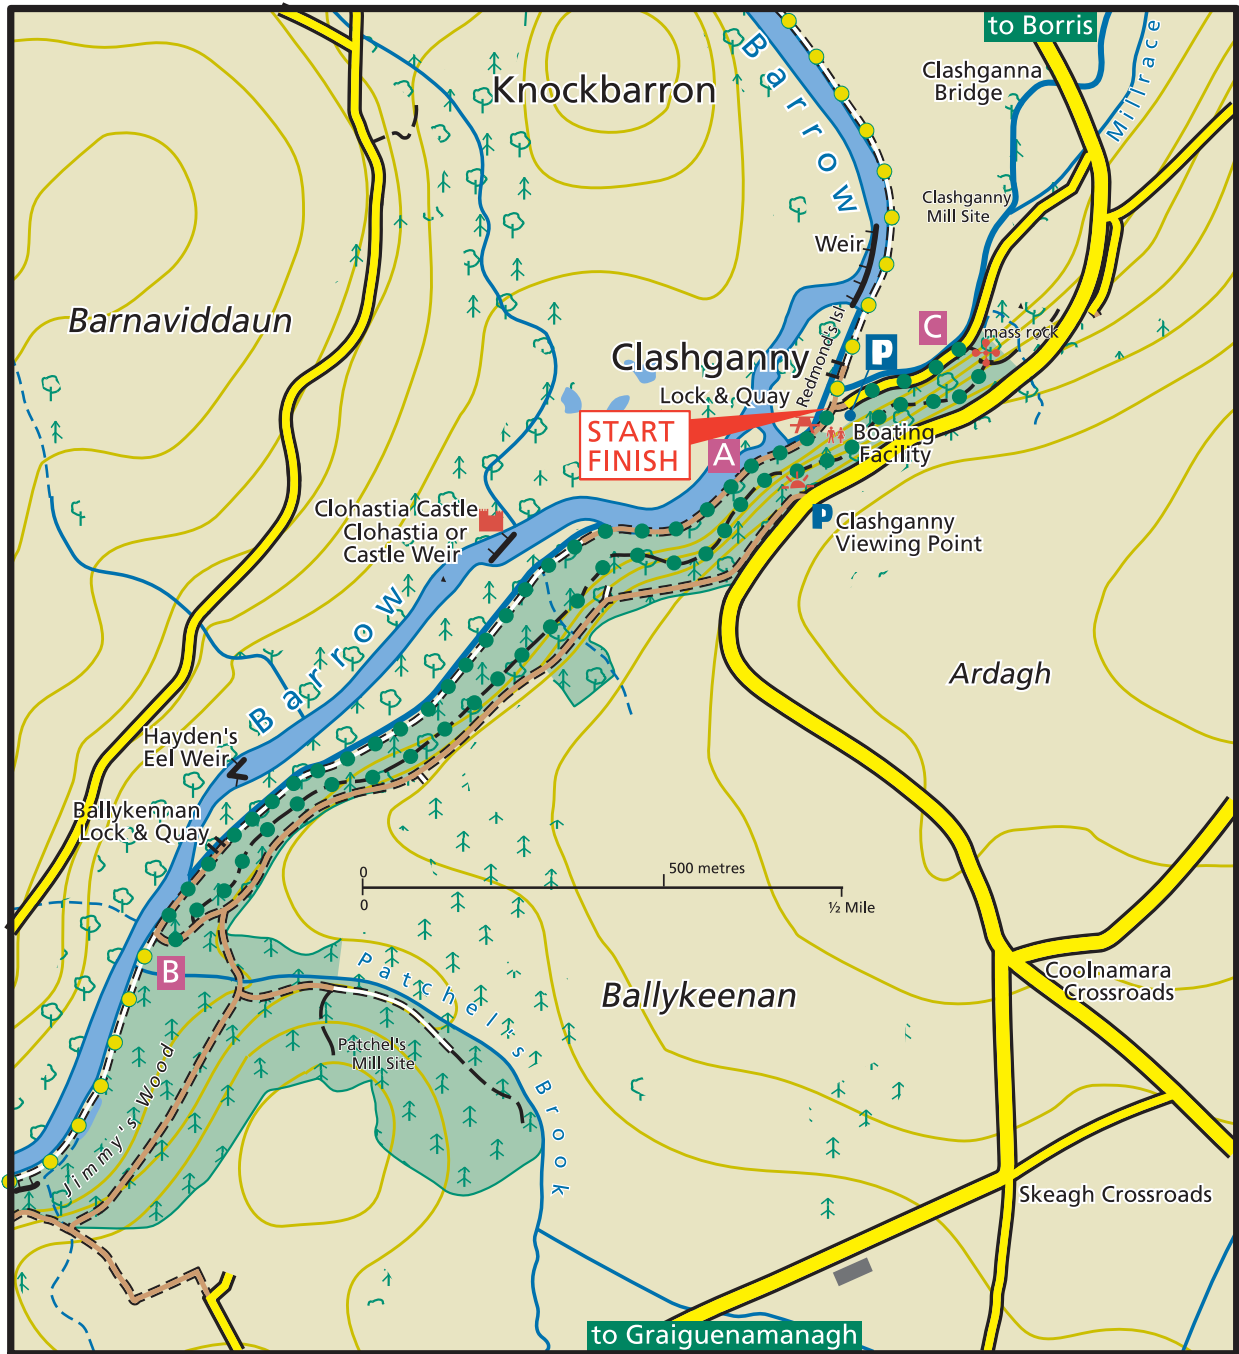 to Borris
Barrow
Clashganna
Bridge
Millrace
Knockbarron
Clashganny
Mill Site
Weir
Barnaviddaun
C
mass rock
P
Redmond's Isl
Clashganny
Lock & Quay
START
FINISH
A
Boating
Facility
Clohastia Castle
Clohastia or
Castle Weir
P
Clashganny
Viewing Point
Barrow
Ardagh
Hayden's
Eel Weir
Ballykennan
Lock & Quay
0
500 metres
0
½ Mile
B
Patchel's Brook
Ballykeenan
Coolnamara
Crossroads
Patchel's
Mill Site
Jimmy's Wood
Skeagh Crossroads
to Graiguenamanagh